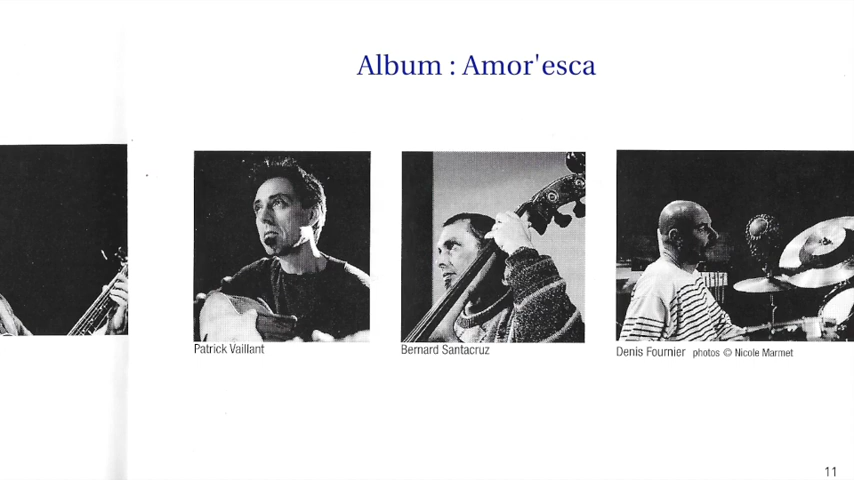 Album : Amor'esca
Patrick Vaillant
Bernard Santacruz
Denis Fournier photos © Nicole Marmet
11